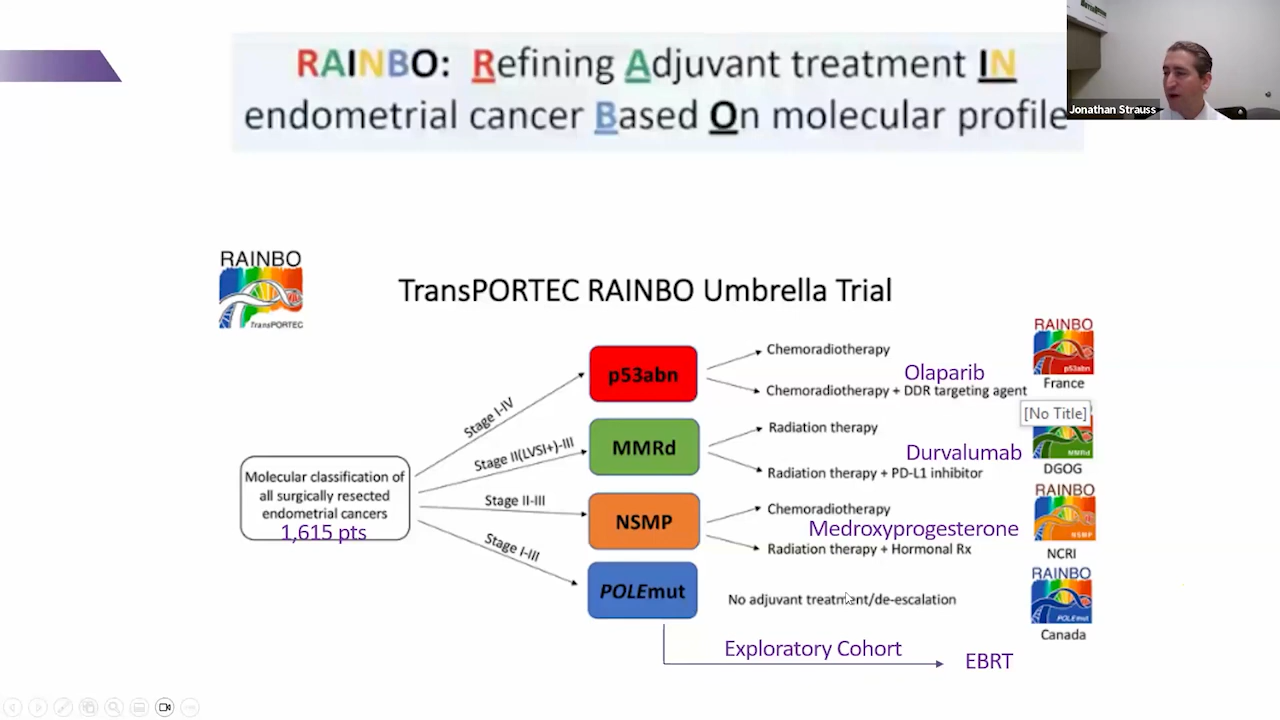 RAINBO: Refining Adjuvant treatment IN
endometrial cancer Based On molecular profile
Jonathan Strauss
RAINBO
TransPORTEC
TransPORTEC RAINBO Umbrella Trial
Molecular classification of
all surgically resected
endometrial cancers
1,615 pts
Stage I-IV
Stage II(LVSI+)-III
Stage II-III
Stage I-III
p53abn
Chemoradiotherapy
Olaparib
Chemoradiotherapy + DDR targeting agent
RAINBO
p53abn
France
[No Title]
MMRd
Radiation therapy
Durvalumab
Radiation therapy + PD-L1 inhibitor
MMRd
DGOG
NSMP
Chemoradiotherapy
Medroxyprogesterone
Radiation therapy + Hormonal Rx
RAINBO
NSMP
NCRI
POLEmut
No adjuvant treatment/de-escalation
RAINBO
POLEmut
Canada
Exploratory Cohort
EBRT